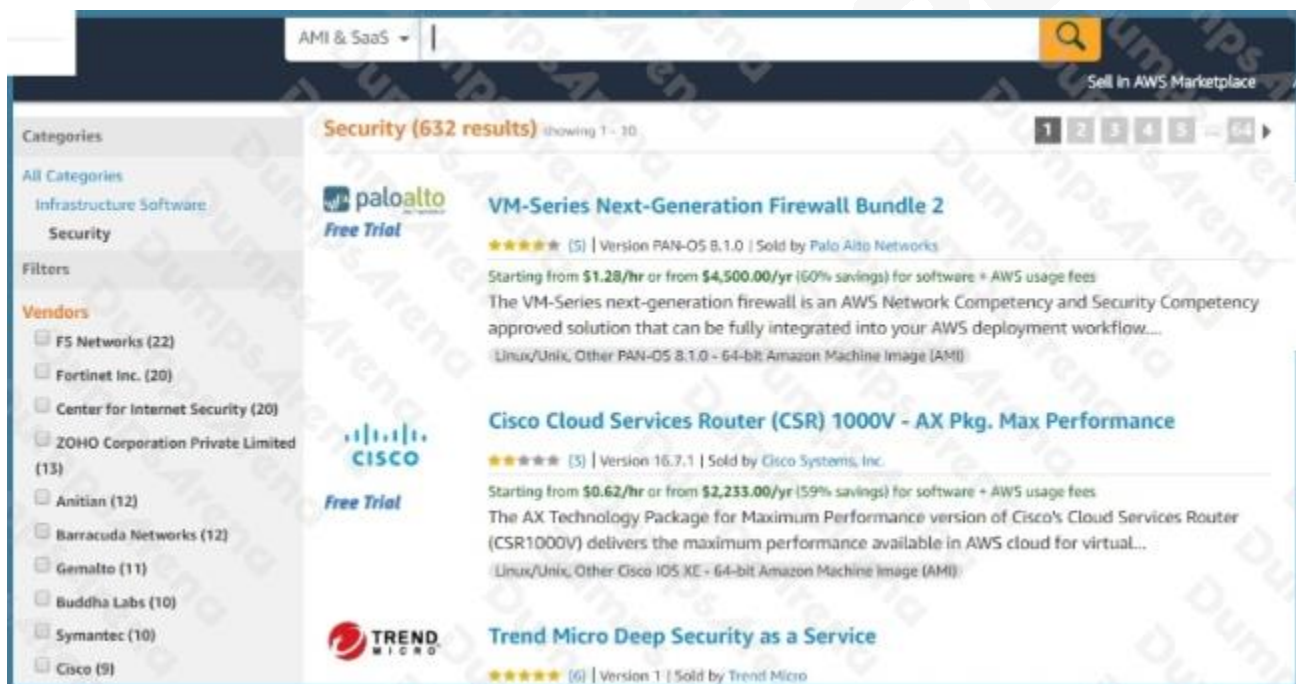 AMI & SaaS
Sell in AWS Marketplace
Categories
All Categories
Infrastructure Software
Security
Filters
Vendors
F5 Networks (22)
Fortinet Inc. (20)
Center for Internet Security (20)
ZOHO Corporation Private Limited
(13)
Anitian (12)
Barracuda Networks (12)
Gemalto (11)
Buddha Labs (10)
Symantec (10)
Cisco (9)
Security (632 results) showing 1 - 10
1 2 3 4 5 ... 64
paloalto
Free Trial
VM-Series Next-Generation Firewall Bundle 2
(5) | Version PAN-OS 8.1.0 | Sold by Palo Alto Networks
Starting from $1.28/hr or from $4,500.00/yr (60% savings) for software + AWS usage fees
The VM-Series next-generation firewall is an AWS Network Competency and Security Competency
approved solution that can be fully integrated into your AWS deployment workflow....
Linux/Unix, Other PAN-OS 8.1.0 - 64-bit Amazon Machine Image (AMI)
CISCO
Free Trial
Cisco Cloud Services Router (CSR) 1000V - AX Pkg. Max Performance
| Version 16.7.1 | Sold by Cisco Systems, Inc.
Starting from $0.62/hr or from $2,233.00/yr (59% savings) for software + AWS usage fees
The AX Technology Package for Maximum Performance version of Cisco's Cloud Services Router
(CSR1000V) delivers the maximum performance available in AWS cloud for virtual...
Linux/Unix, Other Cisco IOS XE - 64-bit Amazon Machine Image (AMI)
TREND
MICRO
Trend Micro Deep Security as a Service
(6) | Version 1 | Sold by Trend Micro
DumpsArena